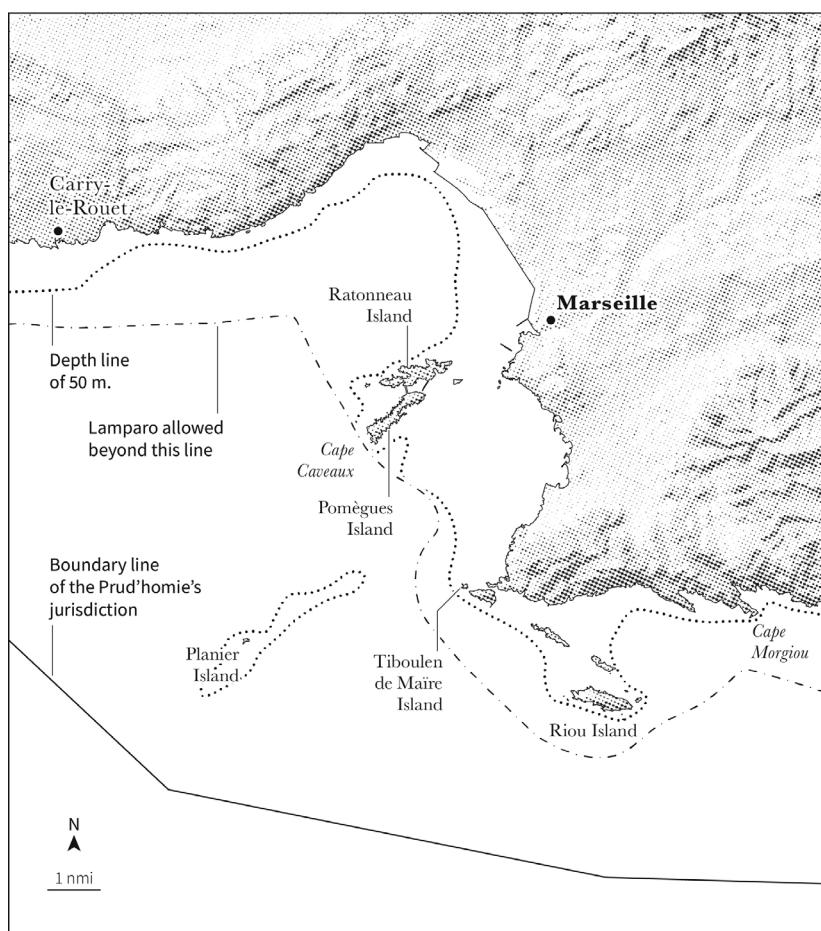 Carry-
le-Rouet
Ratonneau
Island
Marseille
Depth line
of 50 m.
Lamparo allowed
beyond this line
Cape
Caveaux
Pomègues
Island
Boundary line
of the Prud’homie’s
jurisdiction
Planier
Island
Tiboulen
de Maïre
Island
Cape
Morgiou
Riou Island
N
1 nmi